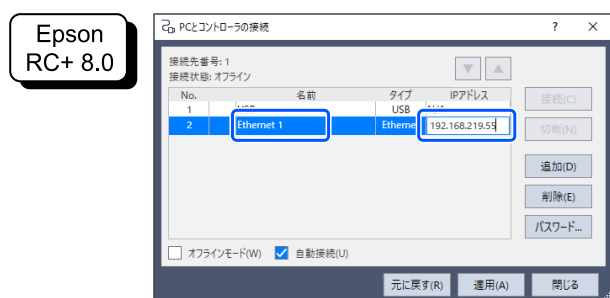 Epson
RC+ 8.0
PCとコントローラの接続
? ×
接続先番号: 1
接続状態: オフライン
No. 名前 タイプ IPアドレス
1 USB USB N/A
2 Ethernet 1 Etherne 192.168.219.55
接続(C)
切断(N)
追加(D)
削除(E)
パスワード...
オフラインモード(W) 自動接続(U)
元に戻す(R) 適用(A) 閉じる